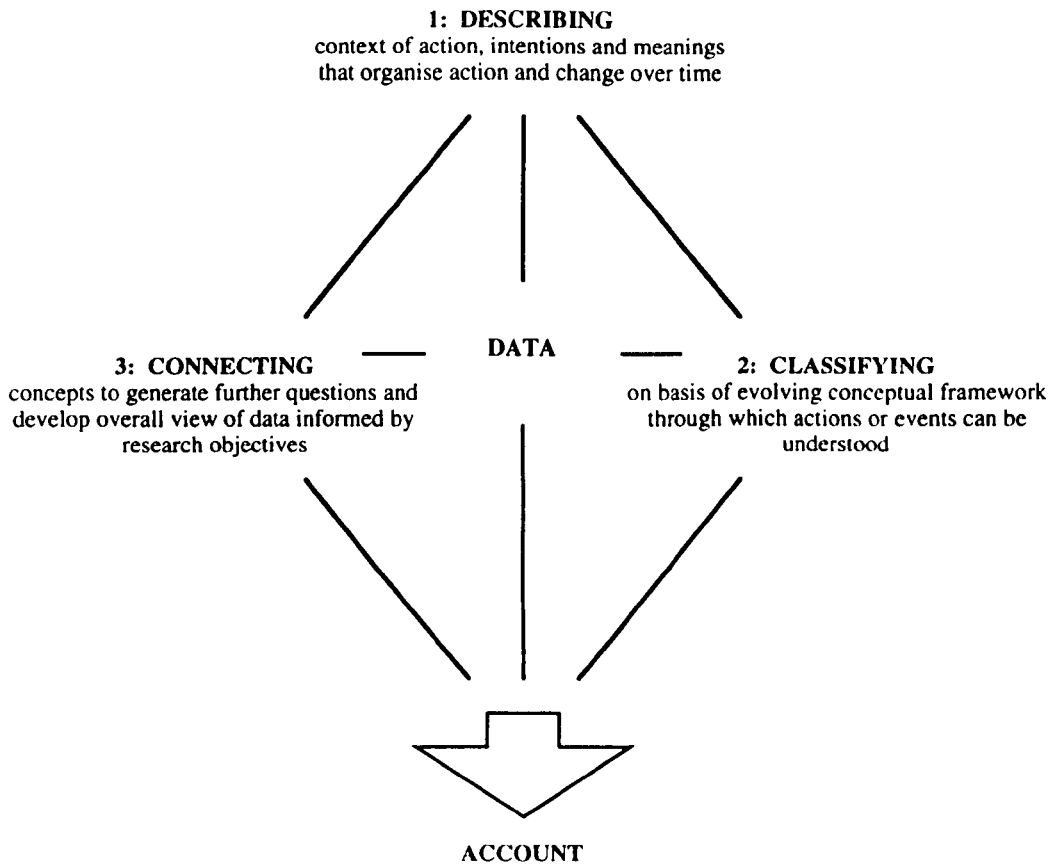 1: DESCRIBING
context of action, intentions and meanings
that organise action and change over time
DATA
3: CONNECTING
concepts to generate further questions and
develop overall view of data informed by
research objectives
2: CLASSIFYING
on basis of evolving conceptual framework
through which actions or events can be
understood
ACCOUNT